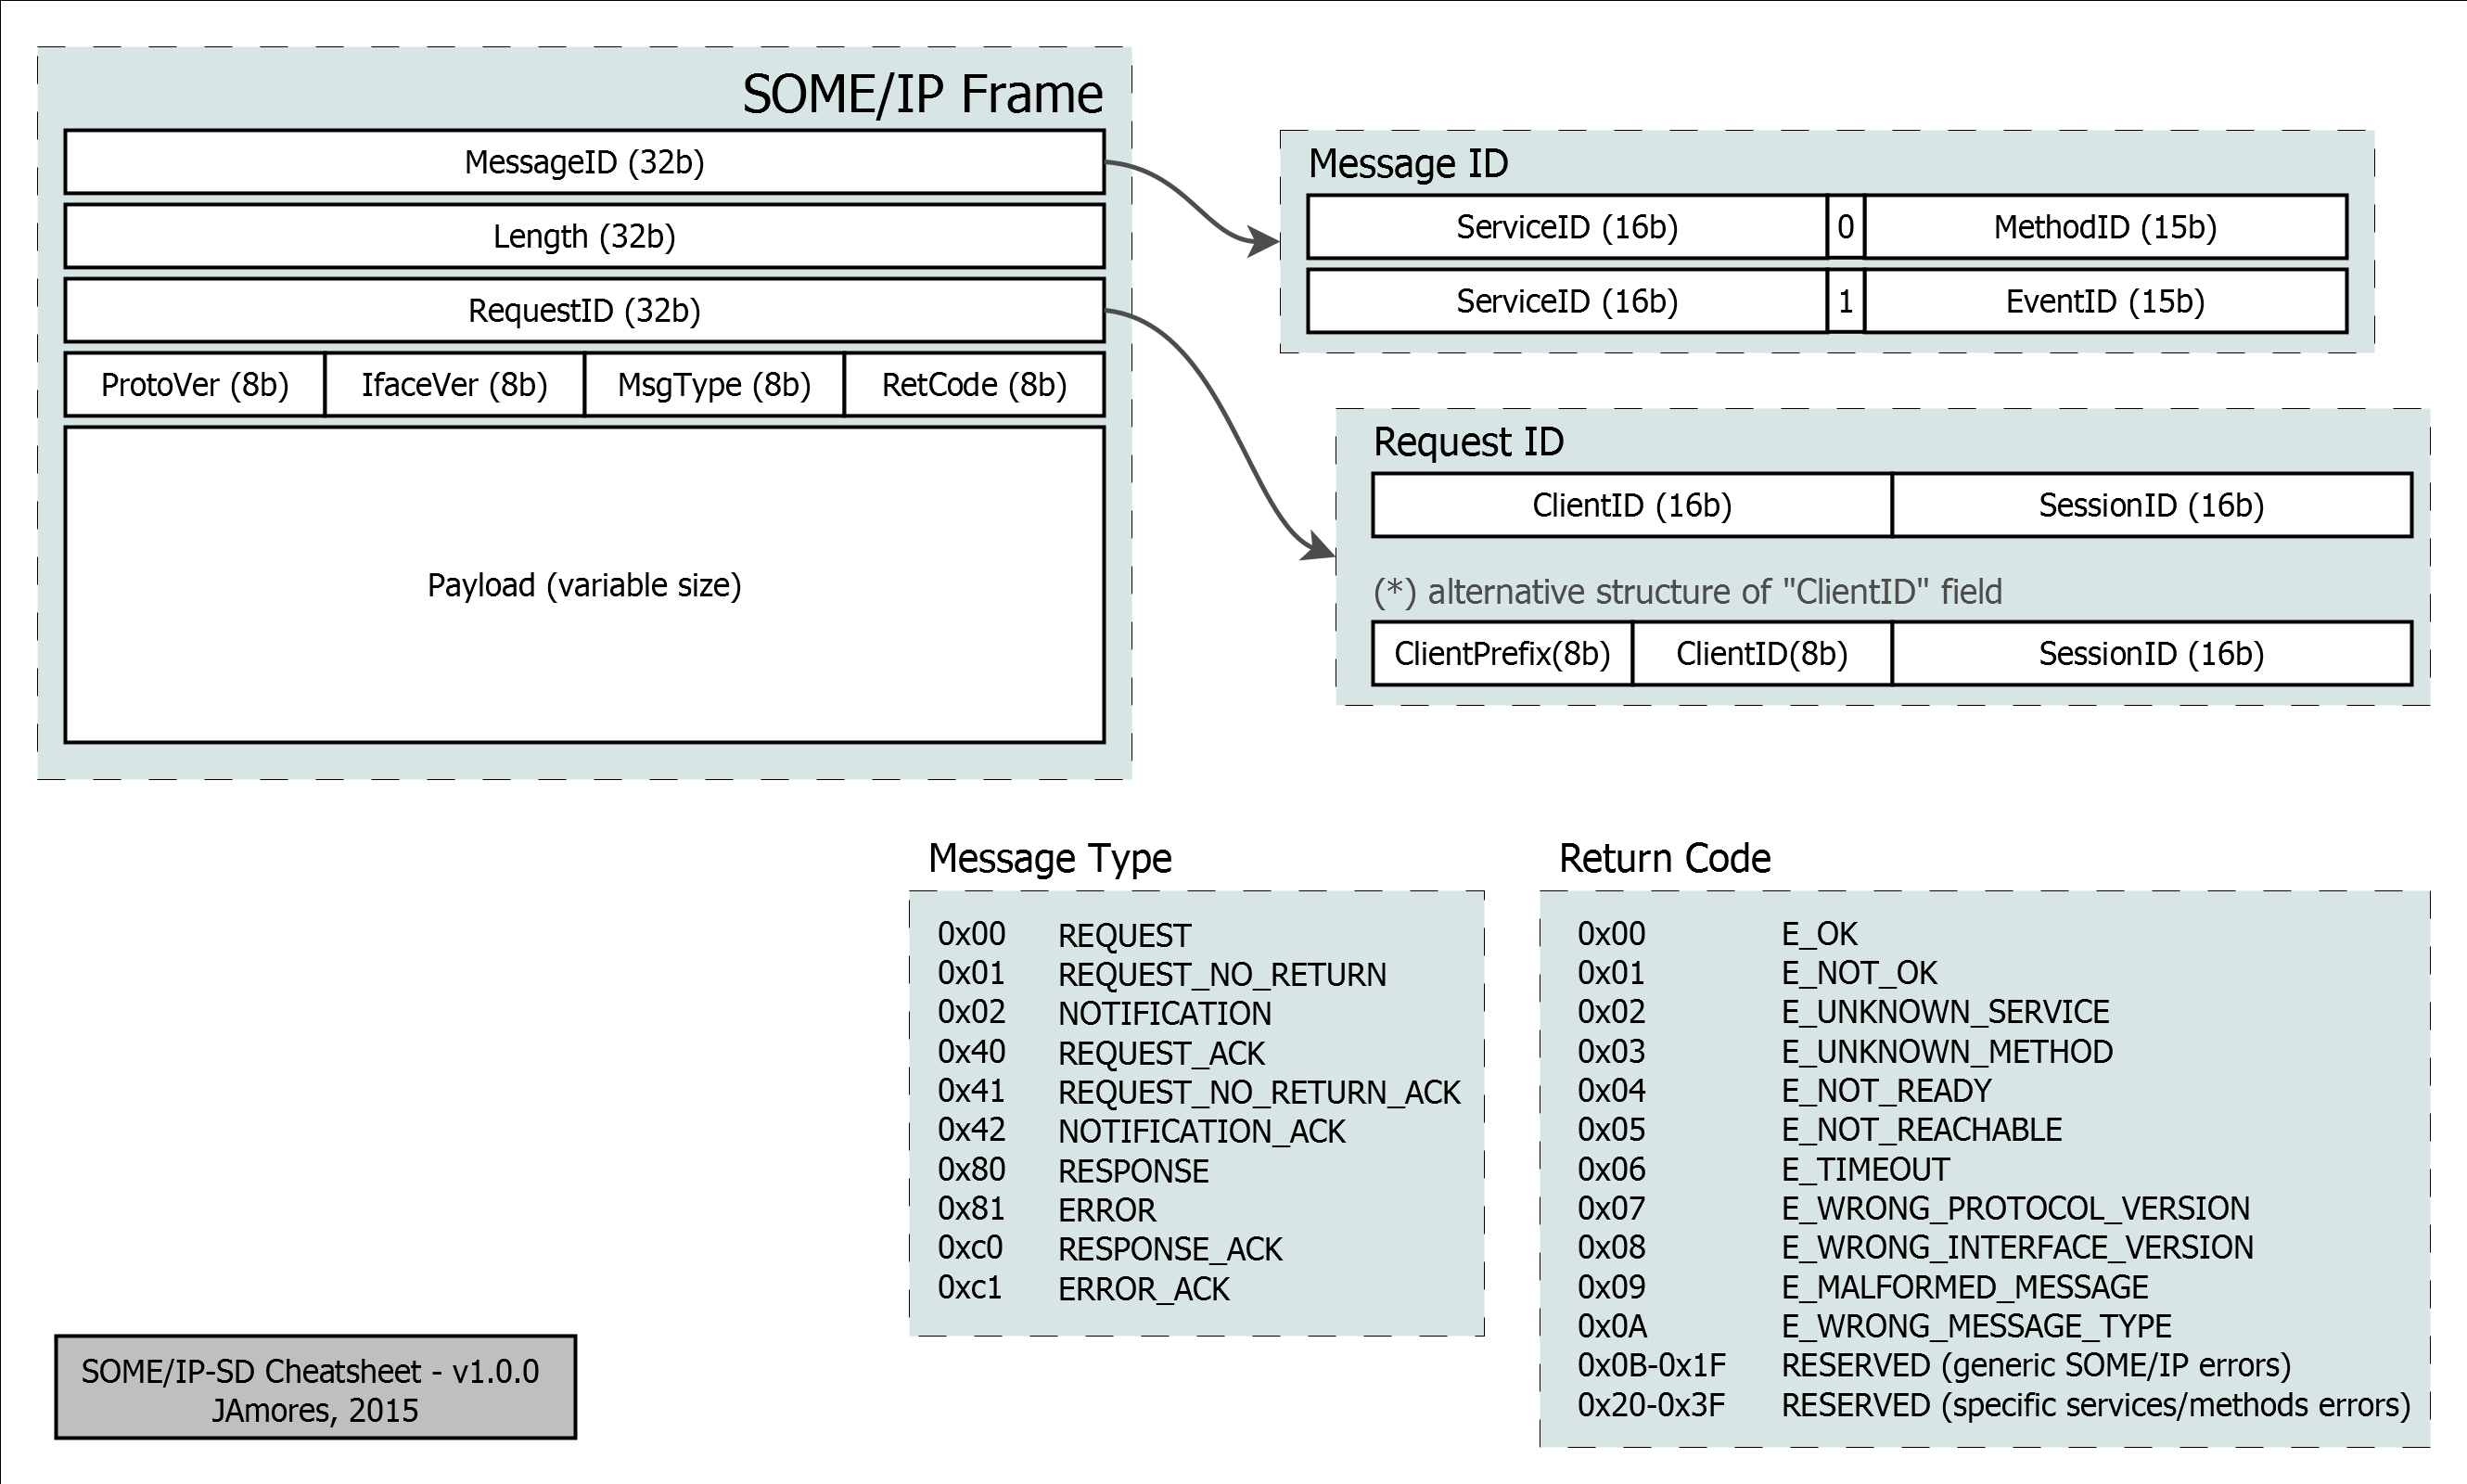 SOME/IP Frame
MessageID (32b)
Length (32b)
RequestID (32b)
ProtoVer (8b) IfaceVer (8b) MsgType (8b) RetCode (8b)
Payload (variable size)
Message ID
ServiceID (16b) 0 MethodID (15b)
ServiceID (16b) 1 EventID (15b)
Request ID
ClientID (16b) SessionID (16b)
(*) alternative structure of "ClientID" field
ClientPrefix(8b) ClientID(8b) SessionID (16b)
Message Type
0x00 REQUEST
0x01 REQUEST_NO_RETURN
0x02 NOTIFICATION
0x40 REQUEST_ACK
0x41 REQUEST_NO_RETURN_ACK
0x42 NOTIFICATION_ACK
0x80 RESPONSE
0x81 ERROR
0xc0 RESPONSE_ACK
0xc1 ERROR_ACK
Return Code
0x00 E_OK
0x01 E_NOT_OK
0x02 E_UNKNOWN_SERVICE
0x03 E_UNKNOWN_METHOD
0x04 E_NOT_READY
0x05 E_NOT_REACHABLE
0x06 E_TIMEOUT
0x07 E_WRONG_PROTOCOL_VERSION
0x08 E_WRONG_INTERFACE_VERSION
0x09 E_MALFORMED_MESSAGE
0x0A E_WRONG_MESSAGE_TYPE
0x0B-0x1F RESERVED (generic SOME/IP errors)
0x20-0x3F RESERVED (specific services/methods errors)
SOME/IP-SD Cheatsheet - v1.0.0
JAmores, 2015